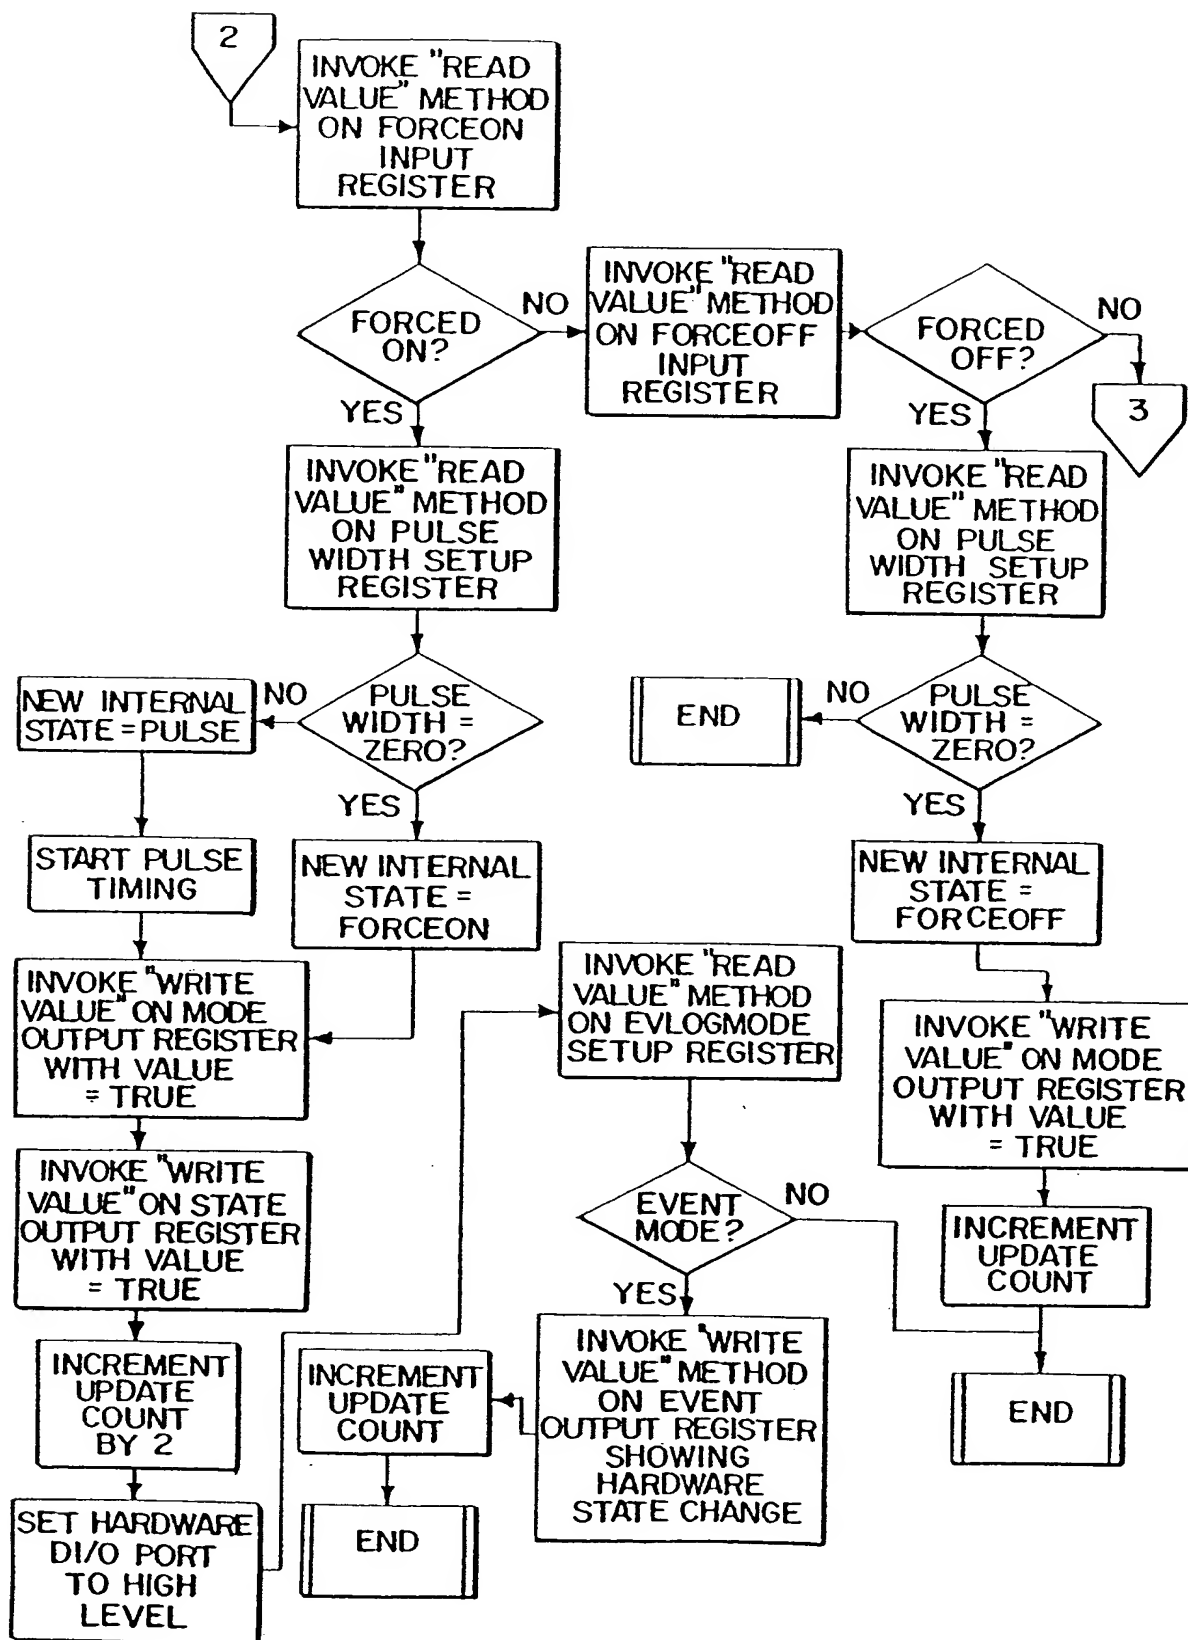 2
INVOKE "READ
VALUE" METHOD
ON FORCEON
INPUT
REGISTER
FORCED
ON?
NO
INVOKE "READ
VALUE" METHOD
ON FORCEOFF
INPUT
REGISTER
FORCED
OFF?
NO
3
YES
YES
INVOKE "READ
VALUE" METHOD
ON PULSE
WIDTH SETUP
REGISTER
INVOKE "READ
VALUE" METHOD
ON PULSE
WIDTH SETUP
REGISTER
NEW INTERNAL
STATE = PULSE
NO
PULSE
WIDTH =
ZERO?
END
NO
PULSE
WIDTH =
ZERO?
YES
YES
START PULSE
TIMING
NEW INTERNAL
STATE =
FORCEON
NEW INTERNAL
STATE =
FORCEOFF
INVOKE "WRITE
VALUE" ON MODE
OUTPUT REGISTER
WITH VALUE
= TRUE
INVOKE "READ
VALUE" METHOD
ON EVLOGMODE
SETUP REGISTER
INVOKE "WRITE
VALUE" ON MODE
OUTPUT REGISTER
WITH VALUE
= TRUE
INVOKE "WRITE
VALUE" ON STATE
OUTPUT REGISTER
WITH VALUE
= TRUE
EVENT
MODE?
NO
INCREMENT
UPDATE
COUNT
YES
INCREMENT
UPDATE
COUNT
BY 2
INCREMENT
UPDATE
COUNT
INVOKE "WRITE
VALUE" METHOD
ON EVENT
OUTPUT REGISTER
SHOWING
HARDWARE
STATE CHANGE
END
SET HARDWARE
DI/O PORT
TO HIGH
LEVEL
END